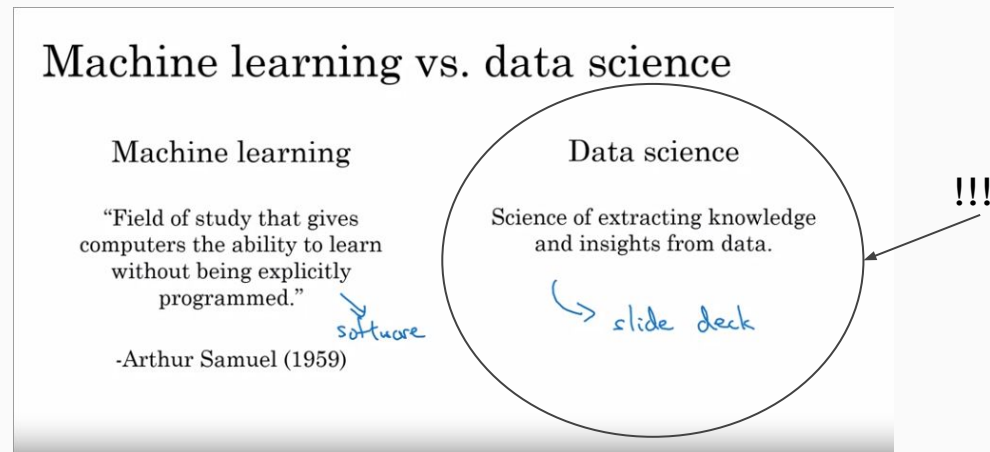 Machine learning vs. data science
Machine learning
“Field of study that gives
computers the ability to learn
without being explicitly
programmed.”
software
-Arthur Samuel (1959)
Data science
Science of extracting knowledge
and insights from data.
slide deck
!!!